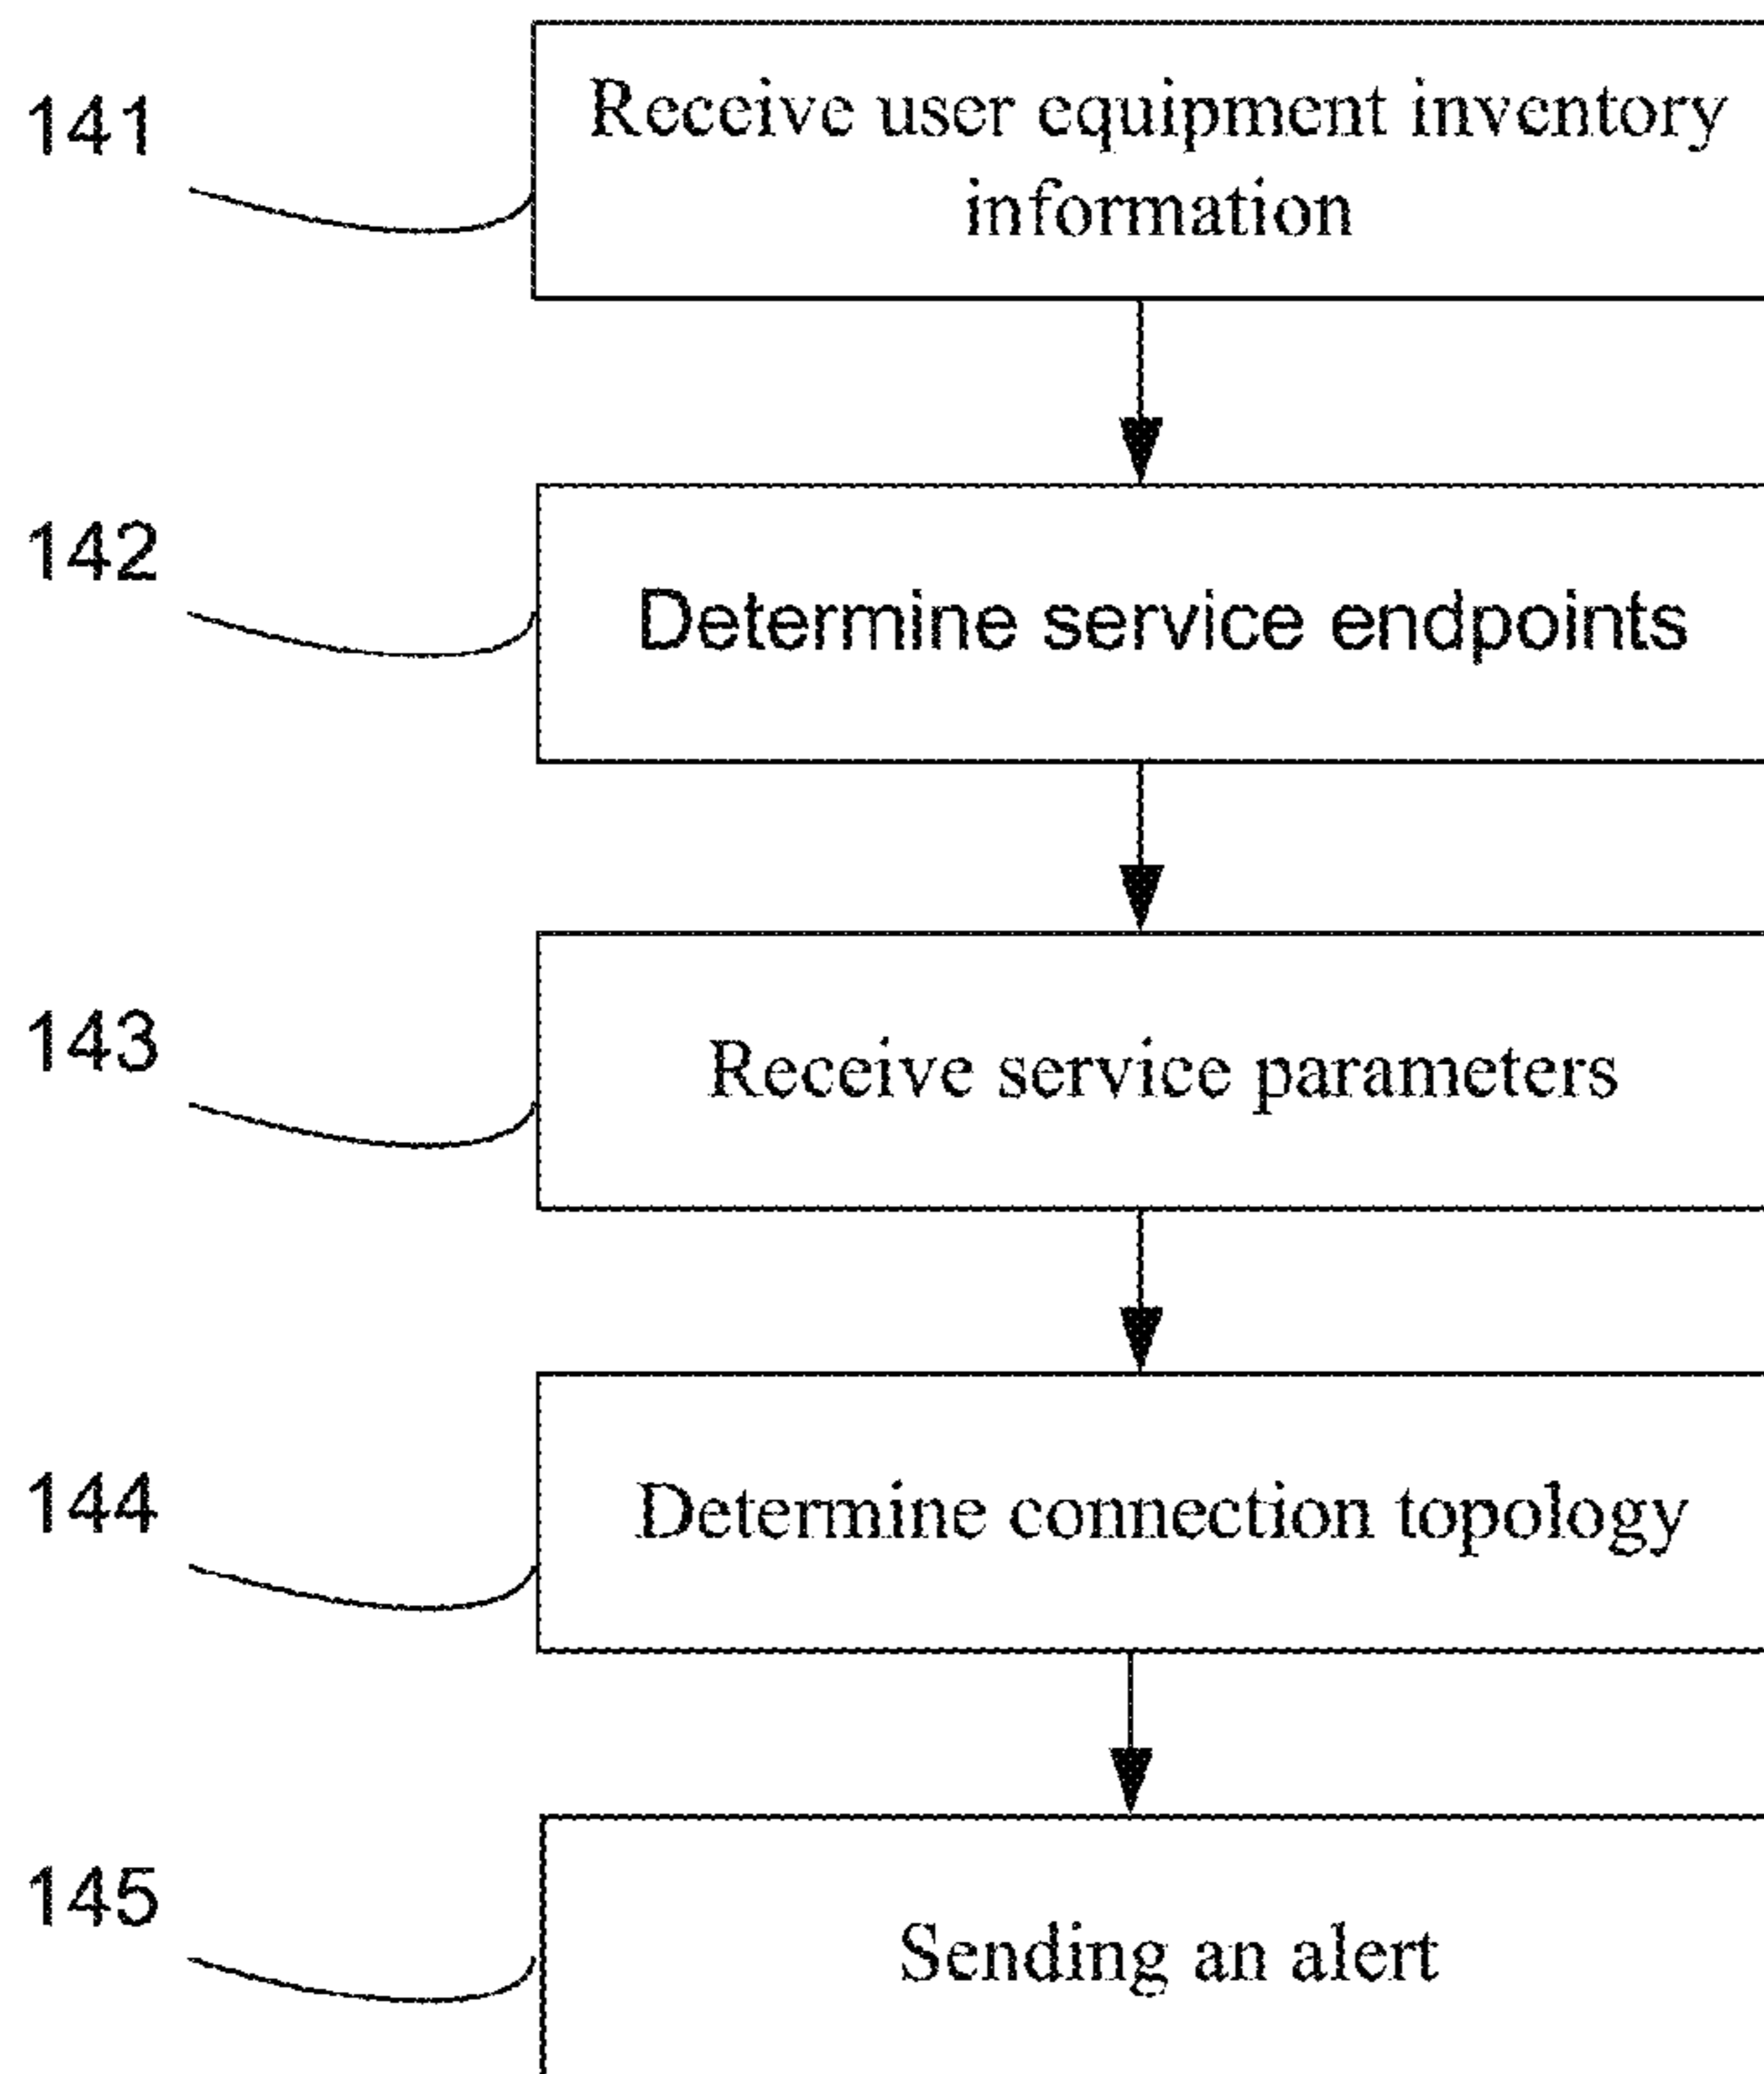 141
Receive user equipment inventory
information
142
Determine service endpoints
143
Receive service parameters
144
Determine connection topology
145
Sending an alert